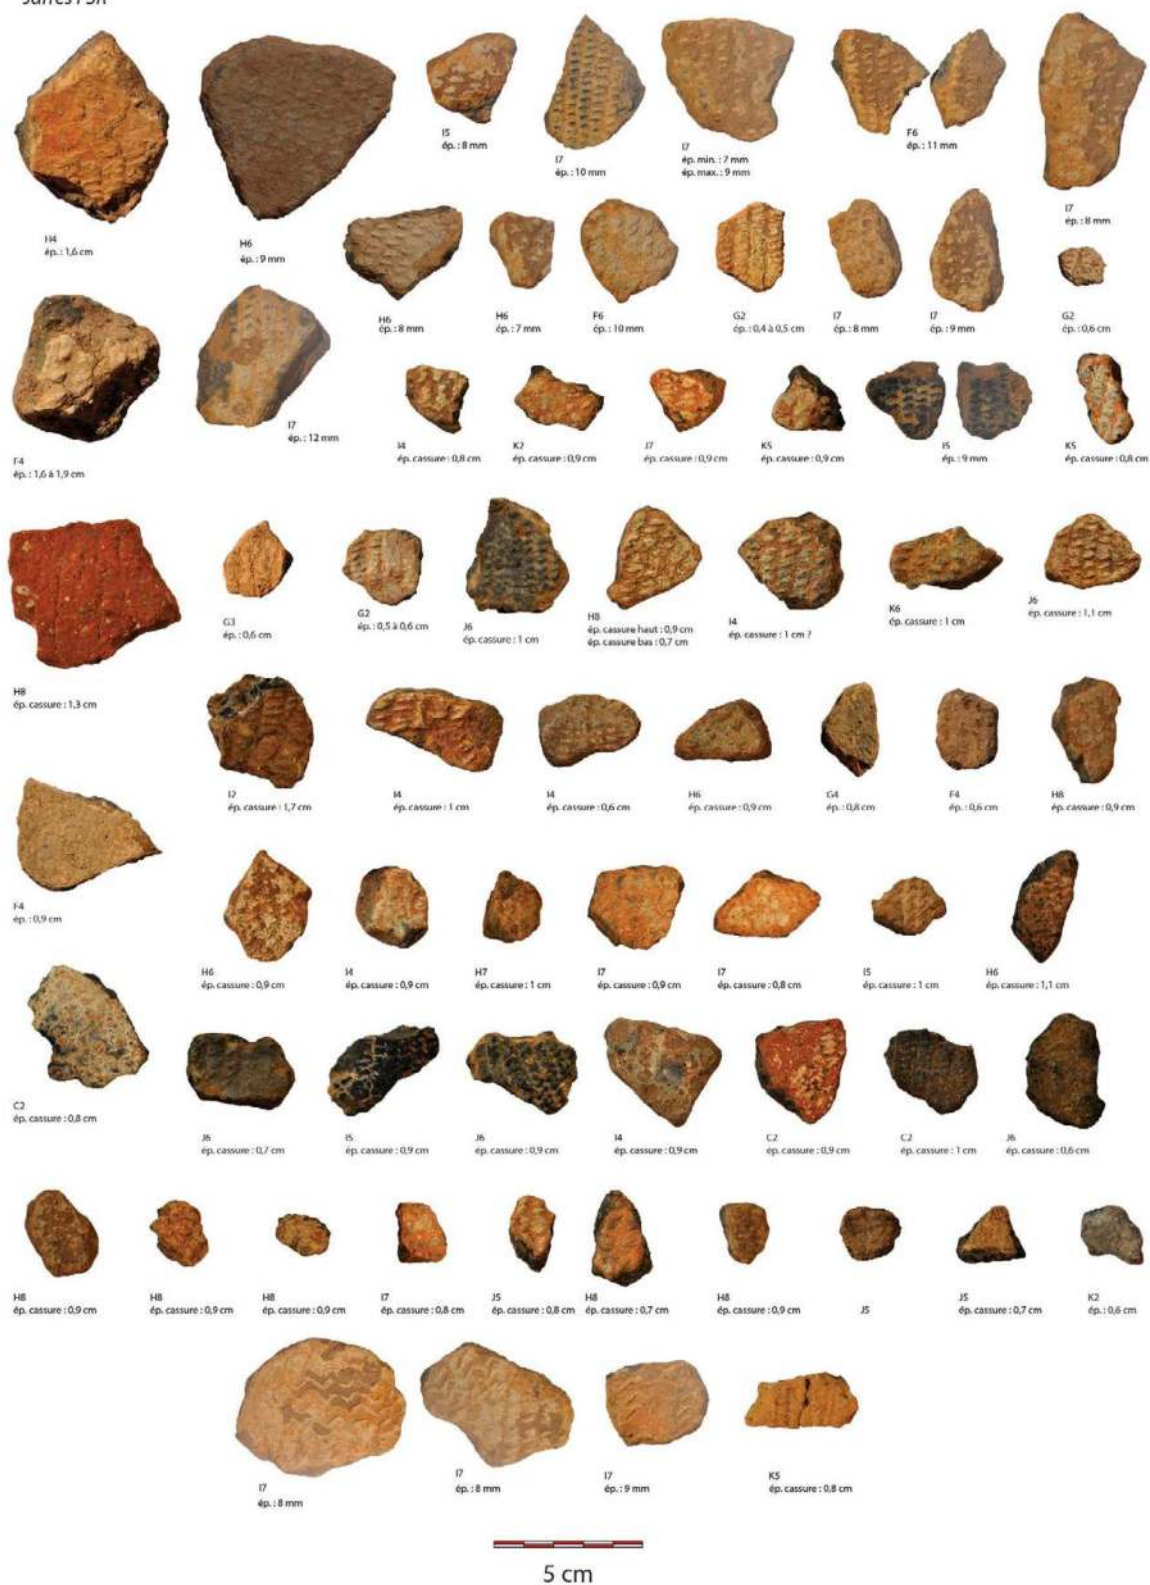 I5
ép. : 8 mm
I7
ép. : 10 mm
I7
ép. min. : 7 mm
ép. max. : 9 mm
F6
ép. : 11 mm
I7
ép. : 8 mm
H4
ép. : 1,6 cm
H6
ép. : 9 mm
H6
ép. : 8 mm
H6
ép. : 7 mm
F6
ép. : 10 mm
G2
ép. : 0,4 à 0,5 cm
I7
ép. : 8 mm
I7
ép. : 9 mm
G2
ép. : 0,6 cm
F4
ép. : 1,6 à 1,9 cm
I7
ép. : 12 mm
I4
ép. cassure : 0,8 cm
K2
ép. cassure : 0,9 cm
J7
ép. cassure : 0,9 cm
K5
ép. cassure : 0,9 cm
I5
ép. : 9 mm
K5
ép. cassure : 0,8 cm
H8
ép. cassure : 1,3 cm
G3
ép. : 0,6 cm
G2
ép. : 0,5 à 0,6 cm
J6
ép. cassure : 1 cm
H8
ép. cassure haut : 0,9 cm
ép. cassure bas : 0,7 cm
I4
ép. cassure : 1 cm ?
K6
ép. cassure : 1 cm
J6
ép. cassure : 1,1 cm
I2
ép. cassure : 1,7 cm
I4
ép. cassure : 1 cm
I4
ép. cassure : 0,6 cm
H6
ép. cassure : 0,9 cm
G4
ép. : 0,8 cm
F4
ép. : 0,6 cm
H8
ép. cassure : 0,9 cm
F4
ép. : 0,9 cm
H6
ép. cassure : 0,9 cm
I4
ép. cassure : 0,9 cm
H7
ép. cassure : 1 cm
I7
ép. cassure : 0,9 cm
I7
ép. cassure : 0,8 cm
I5
ép. cassure : 1 cm
H6
ép. cassure : 1,1 cm
C2
ép. cassure : 0,8 cm
J6
ép. cassure : 0,7 cm
I5
ép. cassure : 0,9 cm
J6
ép. cassure : 0,9 cm
I4
ép. cassure : 0,9 cm
C2
ép. cassure : 0,9 cm
C2
ép. cassure : 1 cm
J6
ép. cassure : 0,6 cm
H8
ép. cassure : 0,9 cm
H8
ép. cassure : 0,9 cm
H8
ép. cassure : 0,9 cm
I7
ép. cassure : 0,8 cm
J5
ép. cassure : 0,8 cm
H8
ép. cassure : 0,7 cm
H8
ép. cassure : 0,9 cm
J5
J5
ép. cassure : 0,7 cm
K2
ép. : 0,6 cm
I7
ép. : 8 mm
I7
ép. : 8 mm
I7
ép. : 9 mm
K5
ép. cassure : 0,8 cm
5 cm